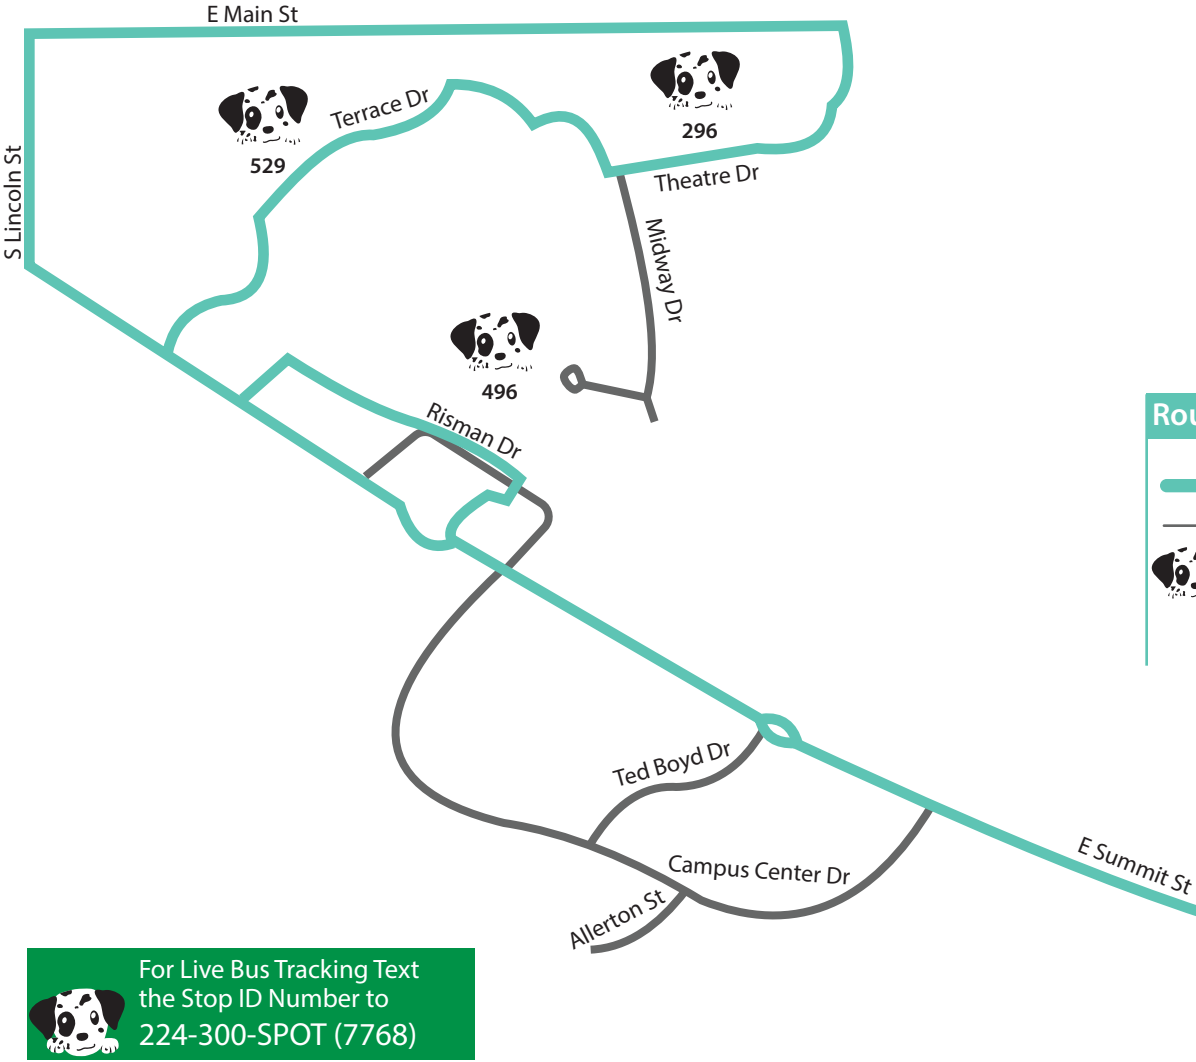 E Main St
Terrace Dr
529
296
S Lincoln St
Theatre Dr
Midway Dr
496
Risman Dr
Ted Boyd Dr
Campus Center Dr
Allerton St
E Summit St
For Live Bus Tracking Text
the Stop ID Number to
224-300-SPOT (7768)